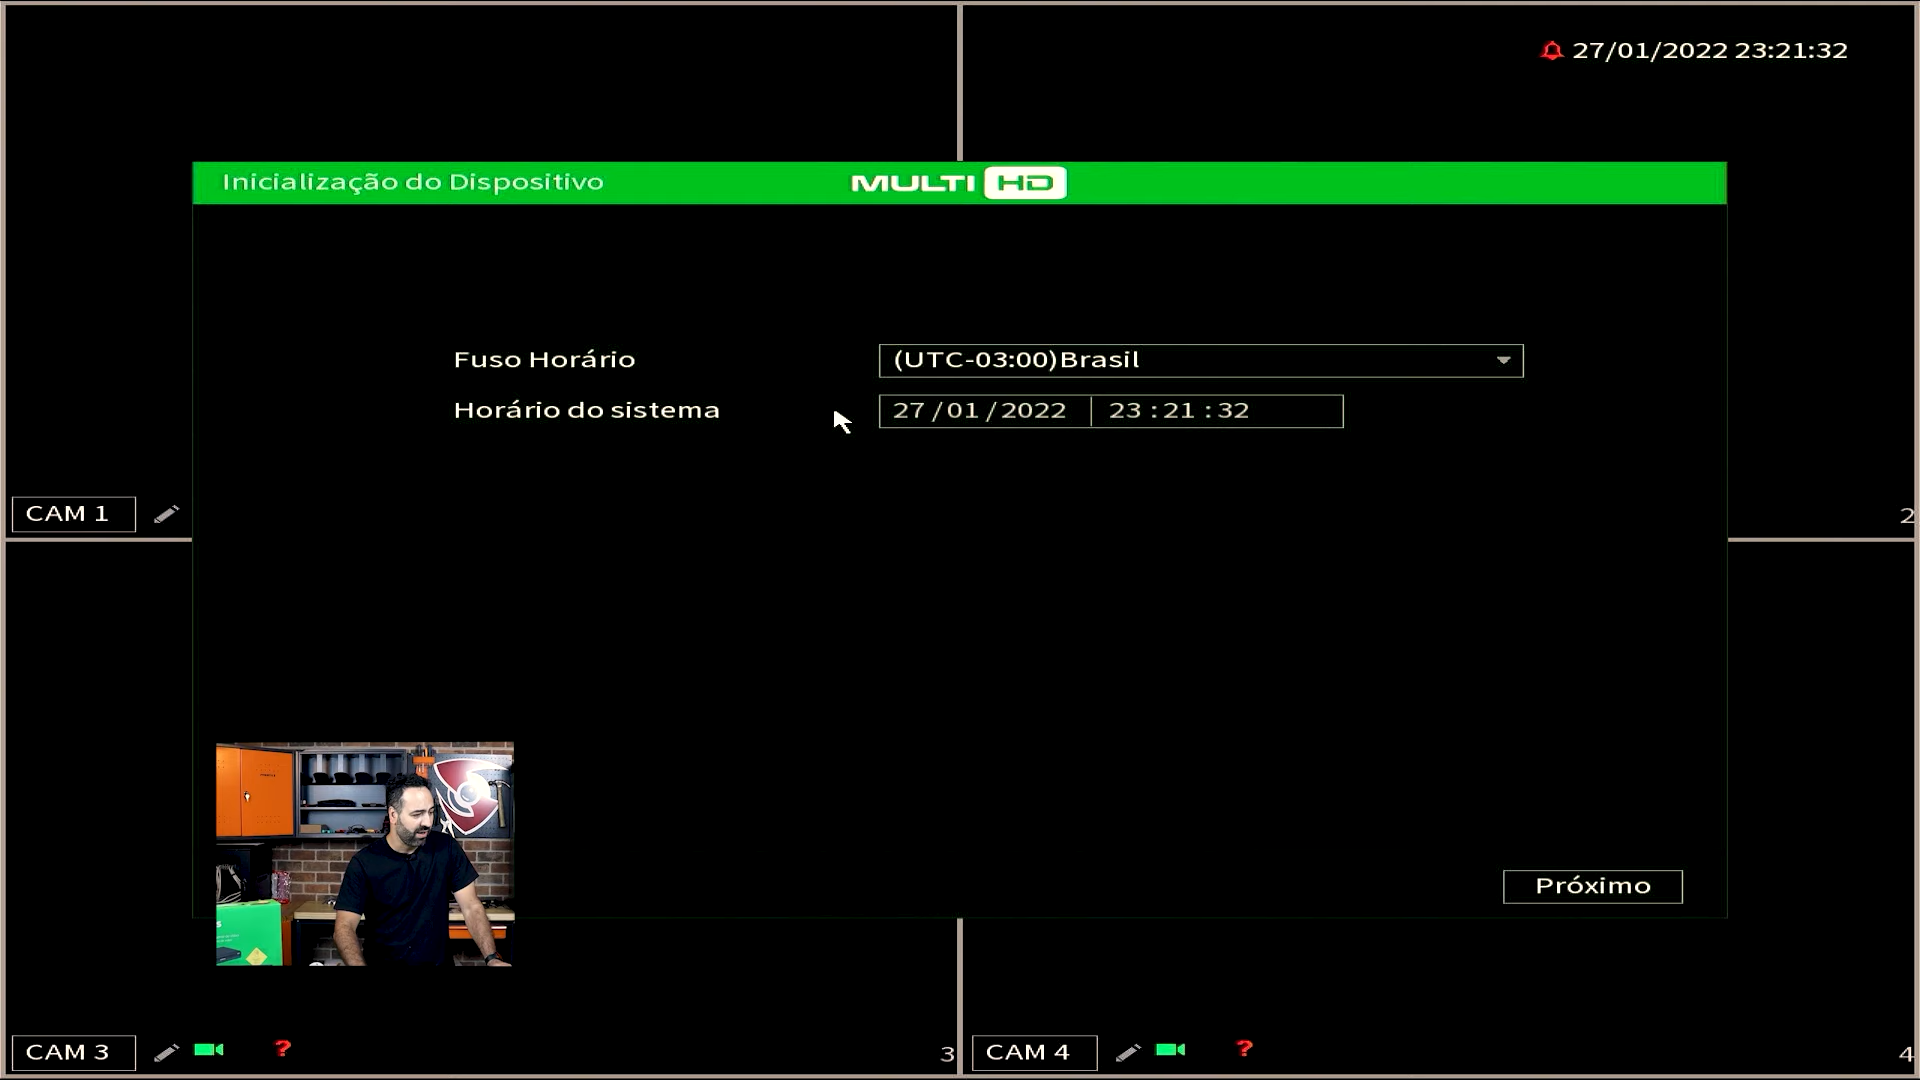 27/01/2022 23:21:32
Inicialização do Dispositivo
MULTI HD
Fuso Horário
(UTC-03:00)Brasil
Horário do sistema
27 /01 /2022
23 :21 :32
CAM 1
2
Próximo
CAM 3
?
3
CAM 4
?
4